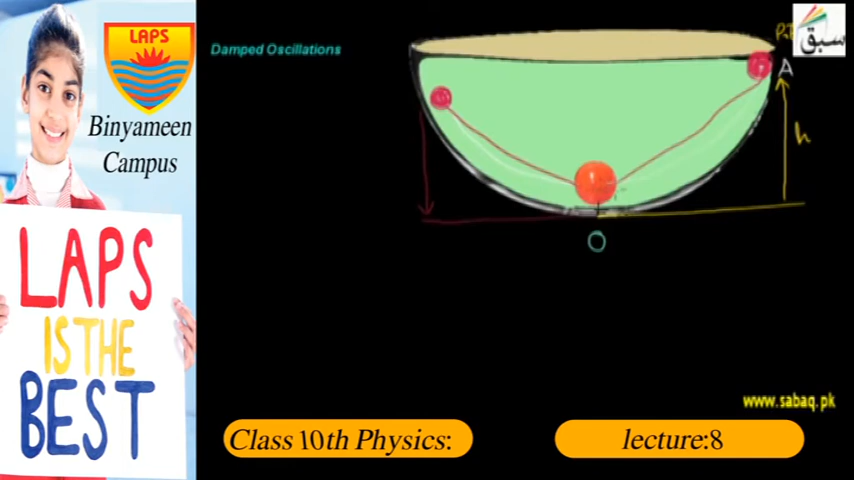 LAPS
Binyameen
Campus
LAPS
IS THE
BEST
Damped Oscillations
P.E
سبق
A
h
O
www.sabaq.pk
Class 10th Physics:
lecture:8